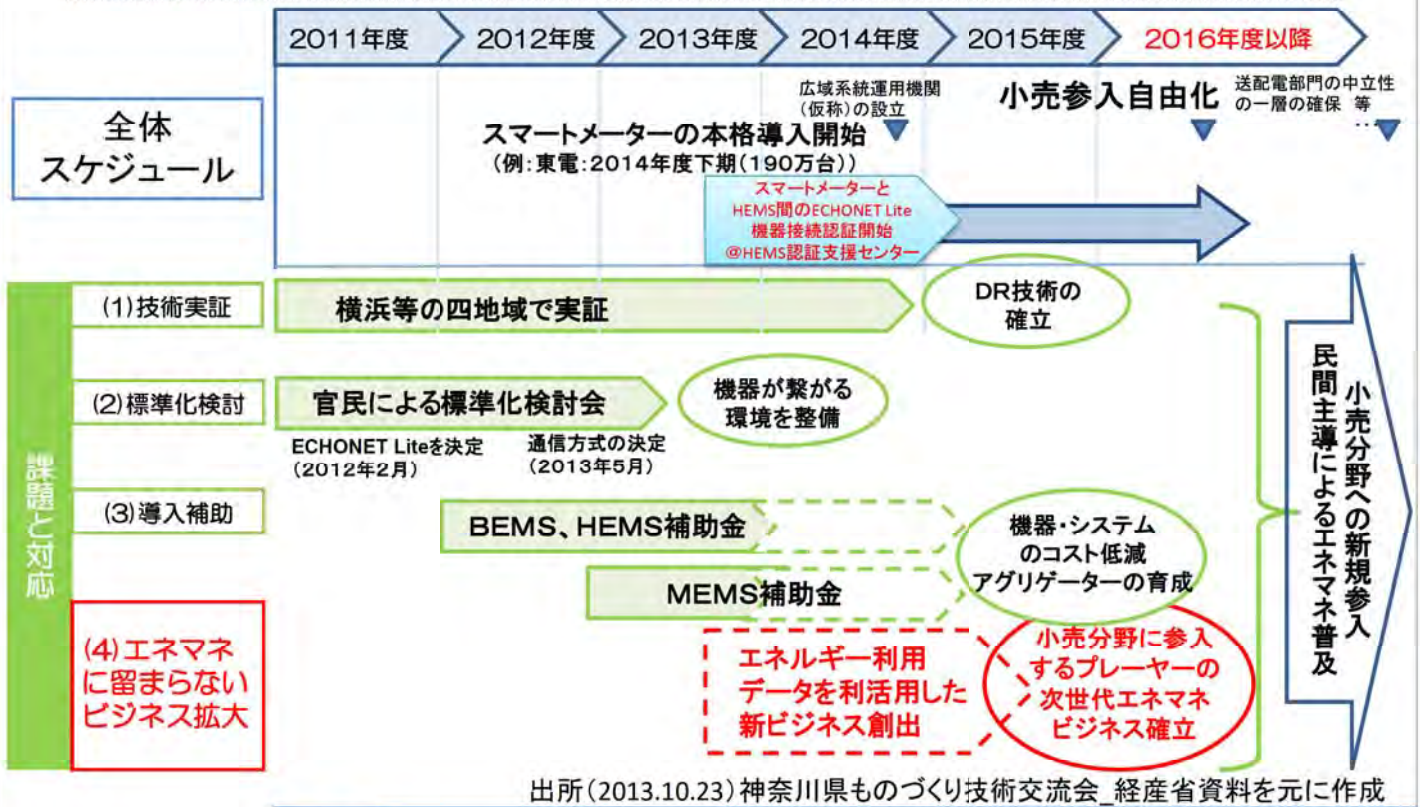 2011年度
2012年度
2013年度
2014年度
2015年度
2016年度以降
全体
スケジュール
広域系統運用機関
(仮称)の設立
小売参入自由化
送配電部門の中立性
の一層の確保 等
...
スマートメーターの本格導入開始
(例:東電:2014年度下期(190万台))
スマートメーターと
HEMS間のECHONET Lite
機器接続認証開始
@HEMS認証支援センター
課題と対応
(1)技術実証
横浜等の四地域で実証
DR技術の
確立
(2)標準化検討
官民による標準化検討会
機器が繋がる
環境を整備
ECHONET Liteを決定
(2012年2月)
通信方式の決定
(2013年5月)
(3)導入補助
BEMS、HEMS補助金
MEMS補助金
機器・システム
のコスト低減
アグリゲーターの育成
(4)エネマネ
に留まらない
ビジネス拡大
エネルギー利用
データを利活用した
新ビジネス創出
小売分野に参入
するプレーヤーの
次世代エネマネ
ビジネス確立
小売分野への新規参入
民間主導によるエネマネ普及
出所(2013.10.23)神奈川県ものづくり技術交流会_経産省資料を元に作成